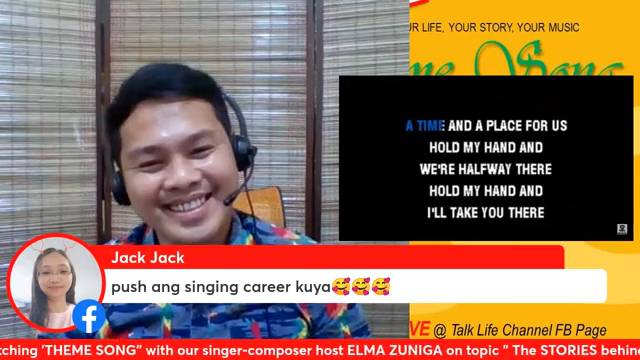 UR LIFE, YOUR STORY, YOUR MUSIC
Song
A TIME AND A PLACE FOR US
HOLD MY HAND AND
WE'RE HALFWAY THERE
HOLD MY HAND AND
I'LL TAKE YOU THERE
Jack Jack
push ang singing career kuya🥰🥰🥰
VE @ Talk Life Channel FB Page
tching 'THEME SONG" with our singer-composer host ELMA ZUNIGA on topic " The STORIES behin